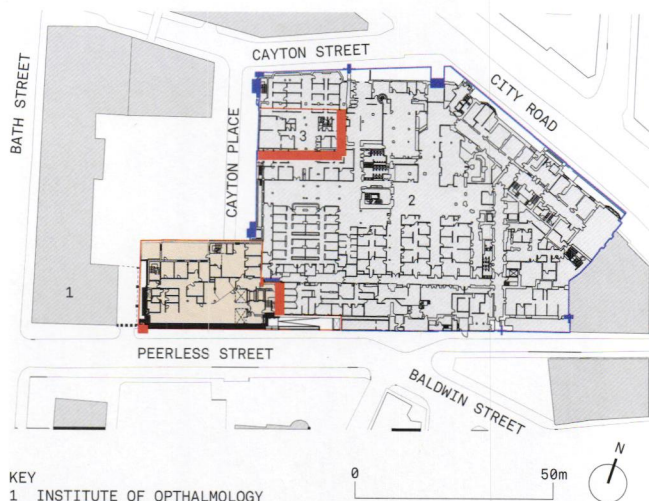 CAYTON STREET
CITY ROAD
BATH STREET
CAYTON PLACE
3
2
1
PEERLESS STREET
BALDWIN STREET
N
KEY
0 50m
1 INSTITUTE OF OPTHALMOLOGY